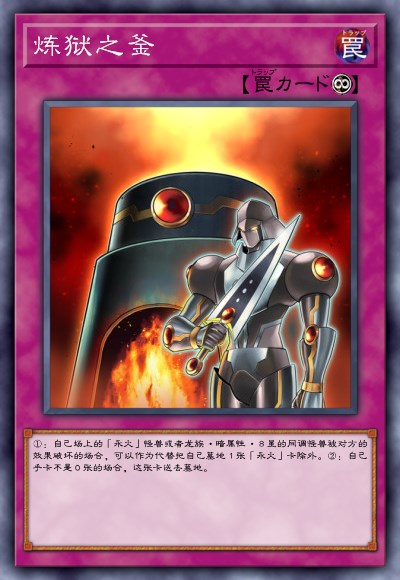 炼狱之釜
トラップ
罠
トラップ
【罠カード】
①：自己场上的「永火」怪兽或者龙族・暗属性・８星的同调怪兽被对方的
效果破坏的场合，可以作为代替把自己墓地１张「永火」卡除外。②：自己
手卡不是０张的场合，这张卡送去墓地。